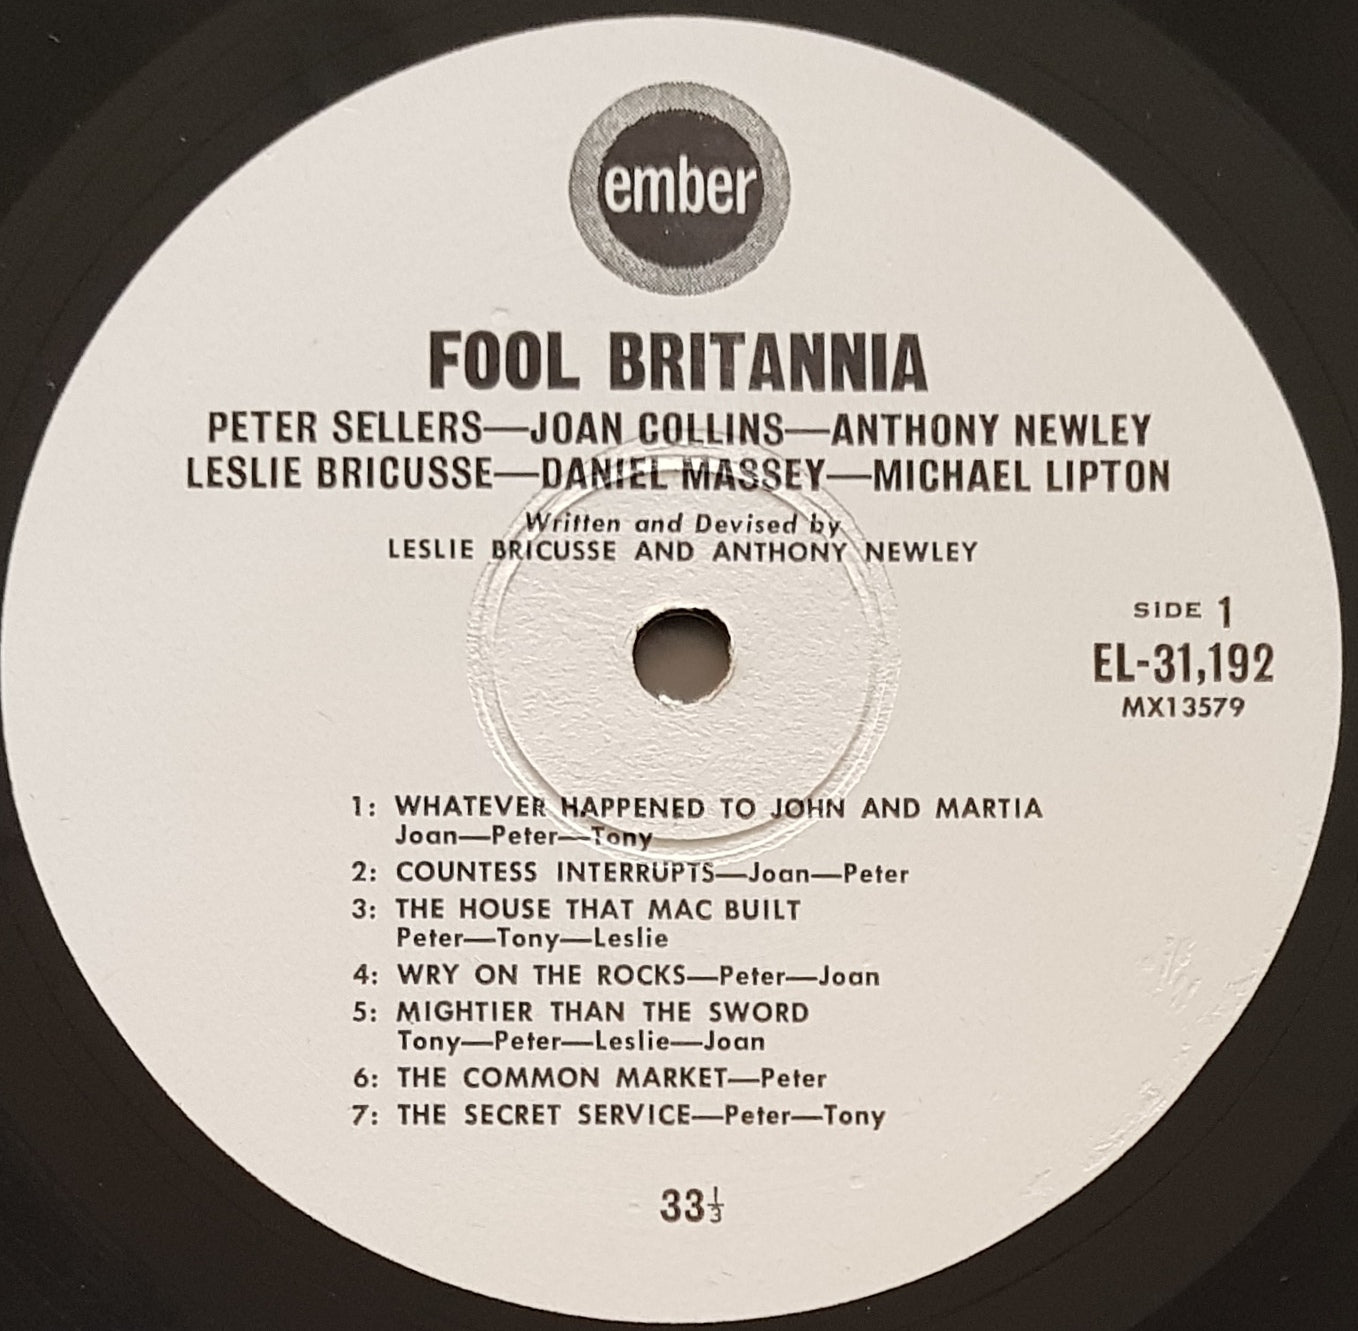 ember
FOOL BRITANNIA
PETER SELLERS—JOAN COLLINS—ANTHONY NEWLEY
LESLIE BRICUSSE—DANIEL MASSEY—MICHAEL LIPTON
Written and Devised by
LESLIE BRICUSSE AND ANTHONY NEWLEY
SIDE 1
EL-31,192
MX13579
1: WHATEVER HAPPENED TO JOHN AND MARTIA
Joan—Peter—Tony
2: COUNTESS INTERRUPTS—Joan—Peter
3: THE HOUSE THAT MAC BUILT
Peter—Tony—Leslie
4: WRY ON THE ROCKS—Peter—Joan
5: MIGHTIER THAN THE SWORD
Tony—Peter—Leslie—Joan
6: THE COMMON MARKET—Peter
7: THE SECRET SERVICE—Peter—Tony
33⅓